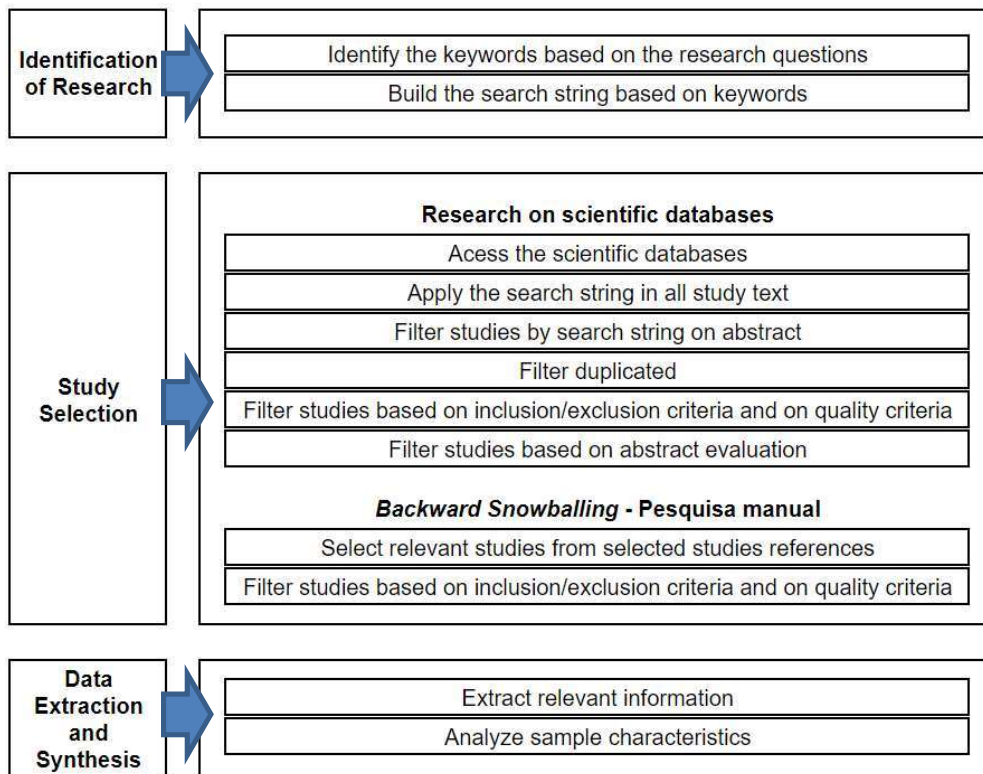 Identification
of Research
Identify the keywords based on the research questions
Build the search string based on keywords
Study
Selection
Research on scientific databases
Acess the scientific databases
Apply the search string in all study text
Filter studies by search string on abstract
Filter duplicated
Filter studies based on inclusion/exclusion criteria and on quality criteria
Filter studies based on abstract evaluation
Backward Snowballing - Pesquisa manual
Select relevant studies from selected studies references
Filter studies based on inclusion/exclusion criteria and on quality criteria
Data
Extraction
and
Synthesis
Extract relevant information
Analyze sample characteristics